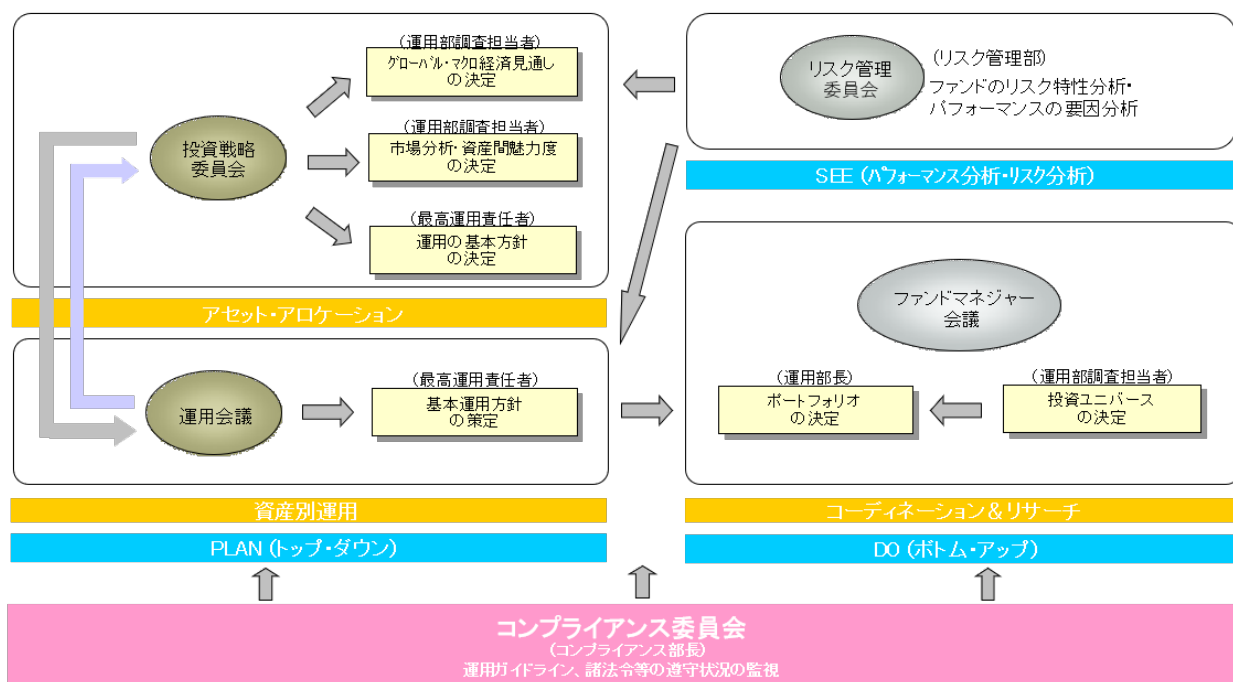 (運用部調査担当者)
グローバル・マクロ経済見通し
の決定
投資戦略
委員会
(運用部調査担当者)
市場分析・資産間魅力度
の決定
(最高運用責任者)
運用の基本方針
の決定
アセット・アロケーション
運用会議
(最高運用責任者)
基本運用方針
の策定
資産別運用
PLAN (トップ・ダウン)
リスク管理
委員会
(リスク管理部)
ファンドのリスク特性分析・
パフォーマンスの要因分析
SEE (パフォーマンス分析・リスク分析)
ファンドマネジャー
会議
(運用部長)
ポートフォリオ
の決定
(運用部調査担当者)
投資ユニバース
の決定
コーディネーション&リサーチ
DO (ボトム・アップ)
コンプライアンス委員会
(コンプライアンス部長)
運用ガイドライン、諸法令等の遵守状況の監視